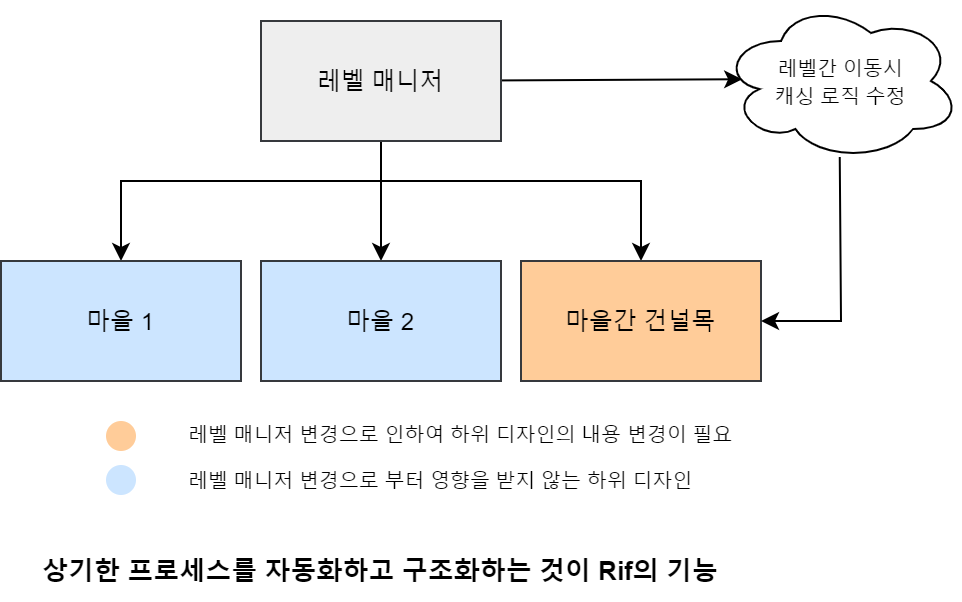 레벨 매니저
레벨간 이동시
캐싱 로직 수정
마을 1
마을 2
마을간 건널목
레벨 매니저 변경으로 인하여 하위 디자인의 내용 변경이 필요
레벨 매니저 변경으로 부터 영향을 받지 않는 하위 디자인
상기한 프로세스를 자동화하고 구조화하는 것이 Rif의 기능